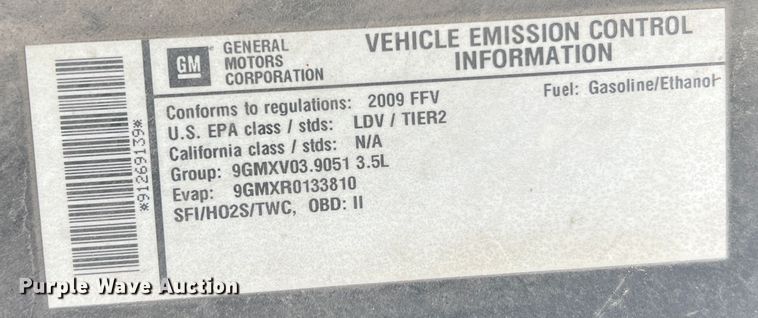 GM
GENERAL
MOTORS
CORPORATION
VEHICLE EMISSION CONTROL
INFORMATION
Conforms to regulations: 2009 FFV
Fuel: Gasoline/Ethanol
U.S. EPA class / stds: LDV / TIER2
California class / stds: N/A
Group: 9GMXV03.9051 3.5L
Evap: 9GMXR0133810
SFI/HO2S/TWC, OBD: II
*91269139*
Purple Wave Auction